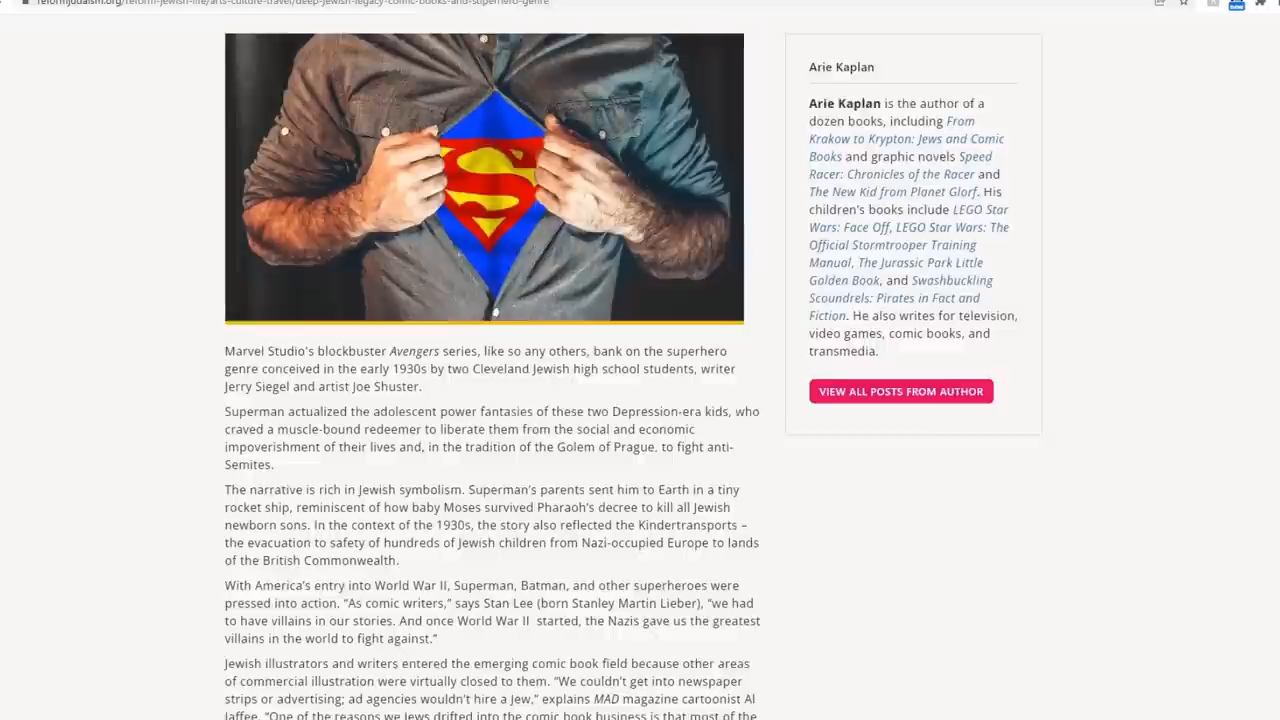 reformjudaism.org/reform-jewish-life/arts-culture-travel/deep-jewish-legacy-comic-books-and-superhero-genre
S
Marvel Studio's blockbuster Avengers series, like so any others, bank on the superhero
genre conceived in the early 1930s by two Cleveland Jewish high school students, writer
Jerry Siegel and artist Joe Shuster.
Superman actualized the adolescent power fantasies of these two Depression-era kids, who
craved a muscle-bound redeemer to liberate them from the social and economic
impoverishment of their lives and, in the tradition of the Golem of Prague, to fight anti-
Semites.
The narrative is rich in Jewish symbolism. Superman's parents sent him to Earth in a tiny
rocket ship, reminiscent of how baby Moses survived Pharaoh's decree to kill all Jewish
newborn sons. In the context of the 1930s, the story also reflected the Kindertransports –
the evacuation to safety of hundreds of Jewish children from Nazi-occupied Europe to lands
of the British Commonwealth.
With America's entry into World War II, Superman, Batman, and other superheroes were
pressed into action. "As comic writers," says Stan Lee (born Stanley Martin Lieber), "we had
to have villains in our stories. And once World War II started, the Nazis gave us the greatest
villains in the world to fight against."
Jewish illustrators and writers entered the emerging comic book field because other areas
of commercial illustration were virtually closed to them. "We couldn't get into newspaper
strips or advertising; ad agencies wouldn't hire a Jew," explains MAD magazine cartoonist Al
Jaffee. "One of the reasons we Jews drifted into the comic book business is that most of the
Arie Kaplan
Arie Kaplan is the author of a
dozen books, including From
Krakow to Krypton: Jews and Comic
Books and graphic novels Speed
Racer: Chronicles of the Racer and
The New Kid from Planet Glorf. His
children's books include LEGO Star
Wars: Face Off, LEGO Star Wars: The
Official Stormtrooper Training
Manual, The Jurassic Park Little
Golden Book, and Swashbuckling
Scoundrels: Pirates in Fact and
Fiction. He also writes for television,
video games, comic books, and
transmedia.
VIEW ALL POSTS FROM AUTHOR